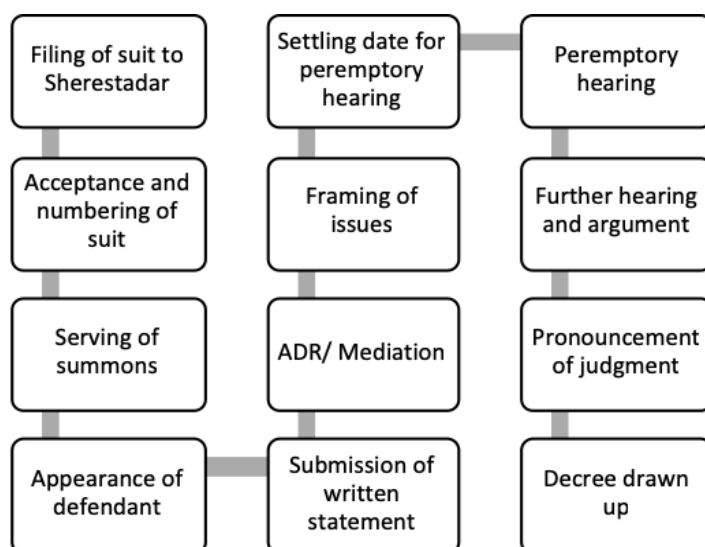 Filing of suit to
Sherestadar
Acceptance and
numbering of
suit
Serving of
summons
Appearance of
defendant
Submission of
written
statement
ADR/ Mediation
Framing of
issues
Settling date for
peremptory
hearing
Peremptory
hearing
Further hearing
and argument
Pronouncement
of judgment
Decree drawn
up